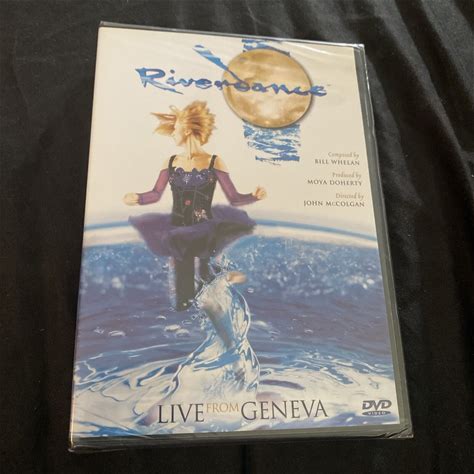 Riverdance
Composed by
BILL WHELAN
Produced by
MOYA DOHERTY
Directed by
JOHN McCOLGAN
LIVE FROM GENEVA
DVD
VIDEO